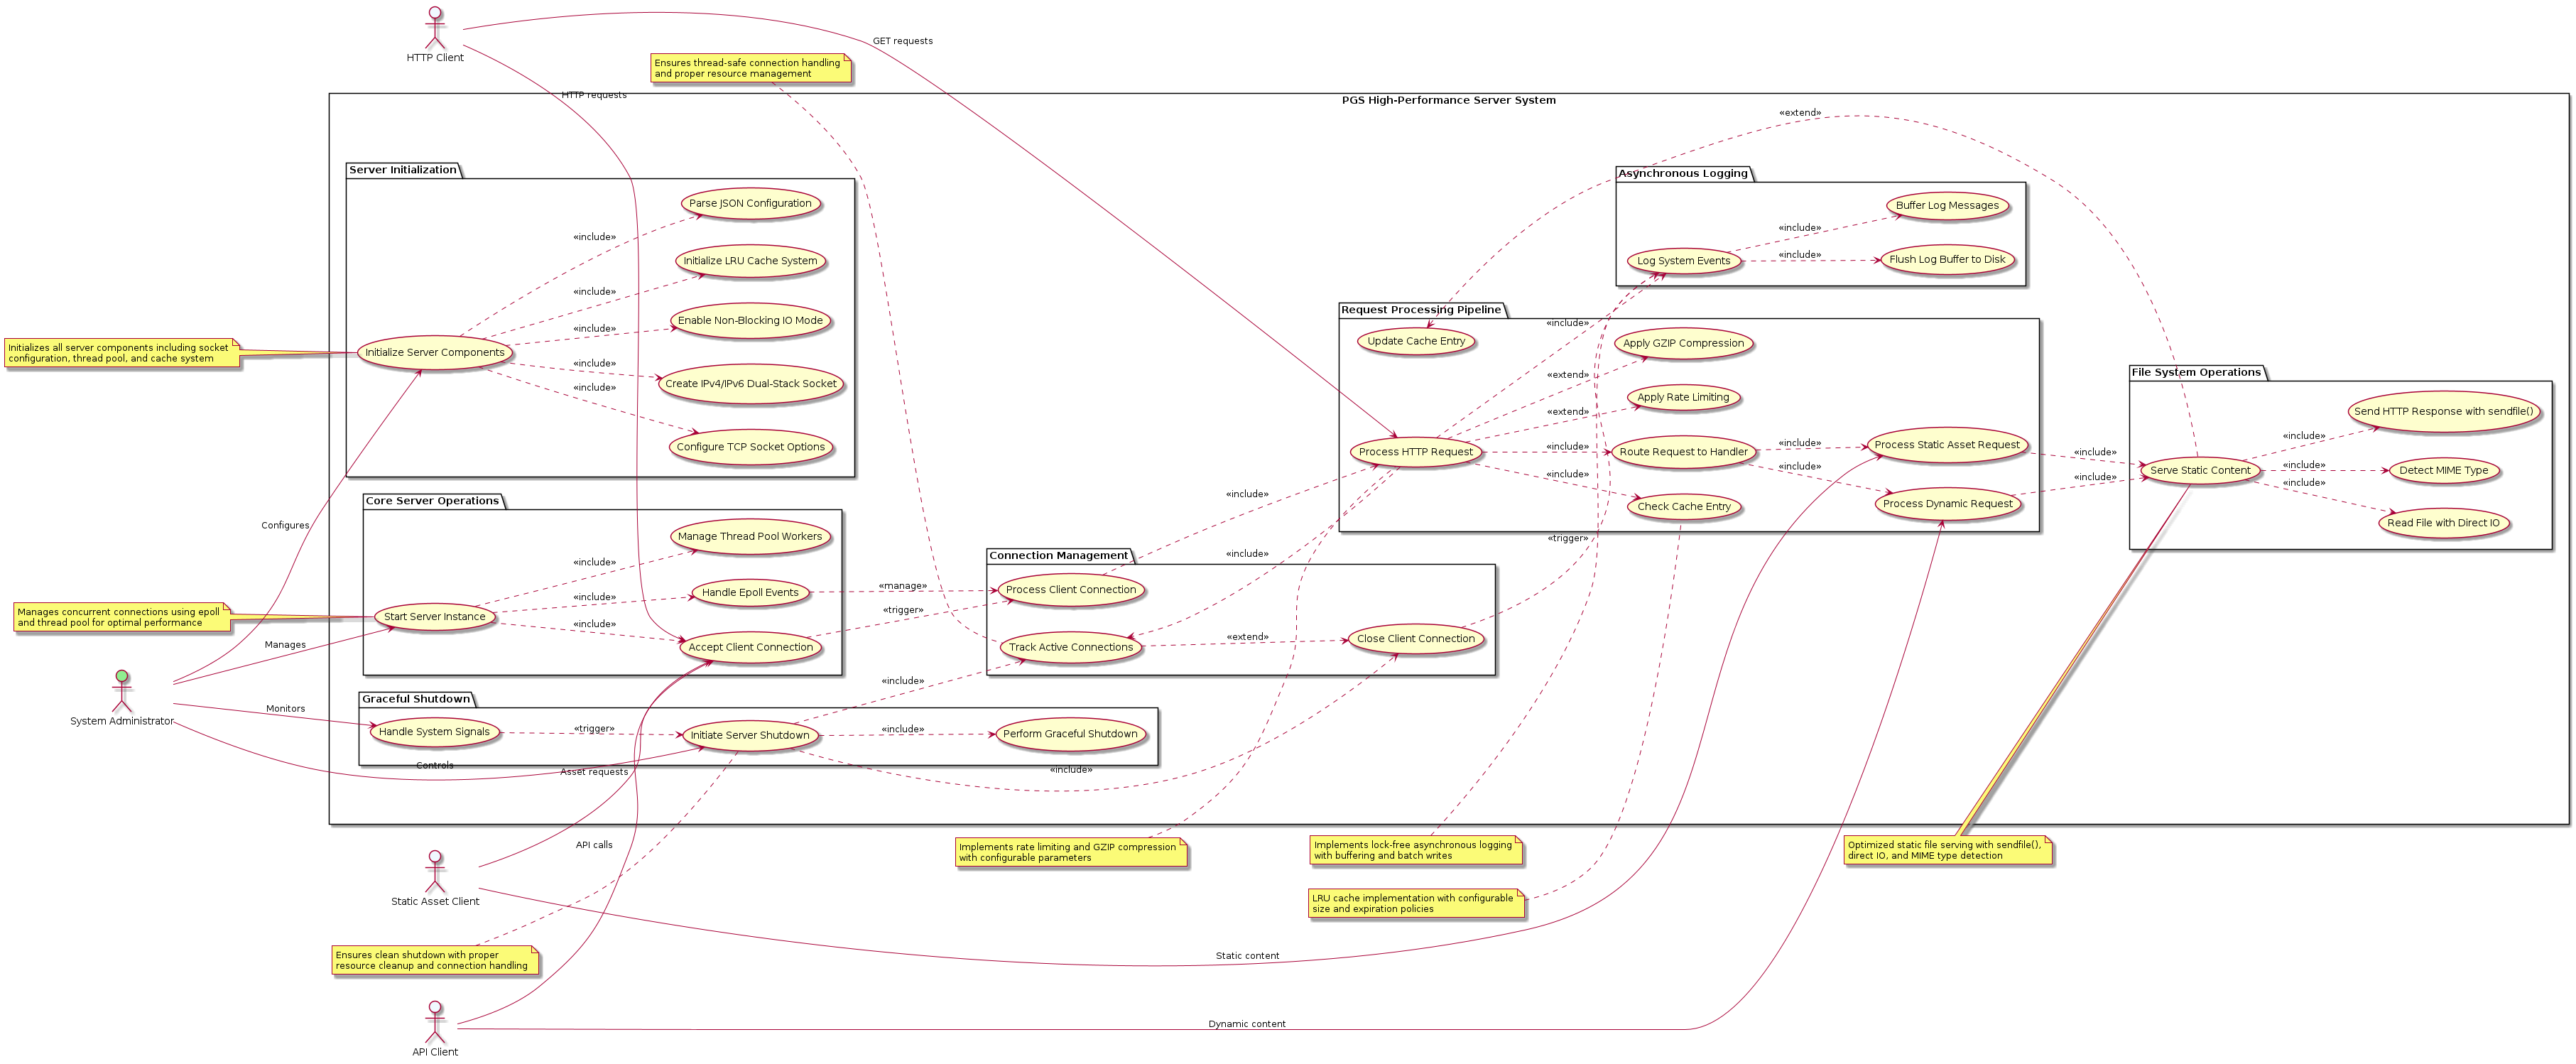 HTTP Client
GET requests
Ensures thread-safe connection handling
and proper resource management
HTTP requests
PGS High-Performance Server System
«extend»
Server Initialization
Parse JSON Configuration
«include»
Initialize LRU Cache System
«include»
Enable Non-Blocking IO Mode
«include»
Initialize Server Components
Create IPv4/IPv6 Dual-Stack Socket
«include»
«include»
Configure TCP Socket Options
Initializes all server components including socket
configuration, thread pool, and cache system
Asynchronous Logging
Buffer Log Messages
«include»
Log System Events
«include»
Flush Log Buffer to Disk
Request Processing Pipeline
«include»
Update Cache Entry
Apply GZIP Compression
«extend»
Apply Rate Limiting
«extend»
Process HTTP Request
«include»
Route Request to Handler
«include»
Process Static Asset Request
«include»
«include»
Check Cache Entry
Process Dynamic Request
«include»
«include»
«trigger»
File System Operations
Send HTTP Response with sendfile()
«include»
Serve Static Content
«include»
Detect MIME Type
«include»
Read File with Direct IO
Configures
Core Server Operations
Manage Thread Pool Workers
«include»
Handle Epoll Events
«include»
Start Server Instance
«include»
Accept Client Connection
«manage»
«trigger»
Manages concurrent connections using epoll
and thread pool for optimal performance
Manages
Connection Management
«include»
«include»
Process Client Connection
Track Active Connections
«extend»
Close Client Connection
«include»
System Administrator
Monitors
Graceful Shutdown
Handle System Signals
«trigger»
Initiate Server Shutdown
«include»
Perform Graceful Shutdown
Controls
Asset requests
«include»
API calls
Implements rate limiting and GZIP compression
with configurable parameters
Implements lock-free asynchronous logging
with buffering and batch writes
Optimized static file serving with sendfile(),
direct IO, and MIME type detection
Static Asset Client
LRU cache implementation with configurable
size and expiration policies
Ensures clean shutdown with proper
resource cleanup and connection handling
Static content
API Client
Dynamic content